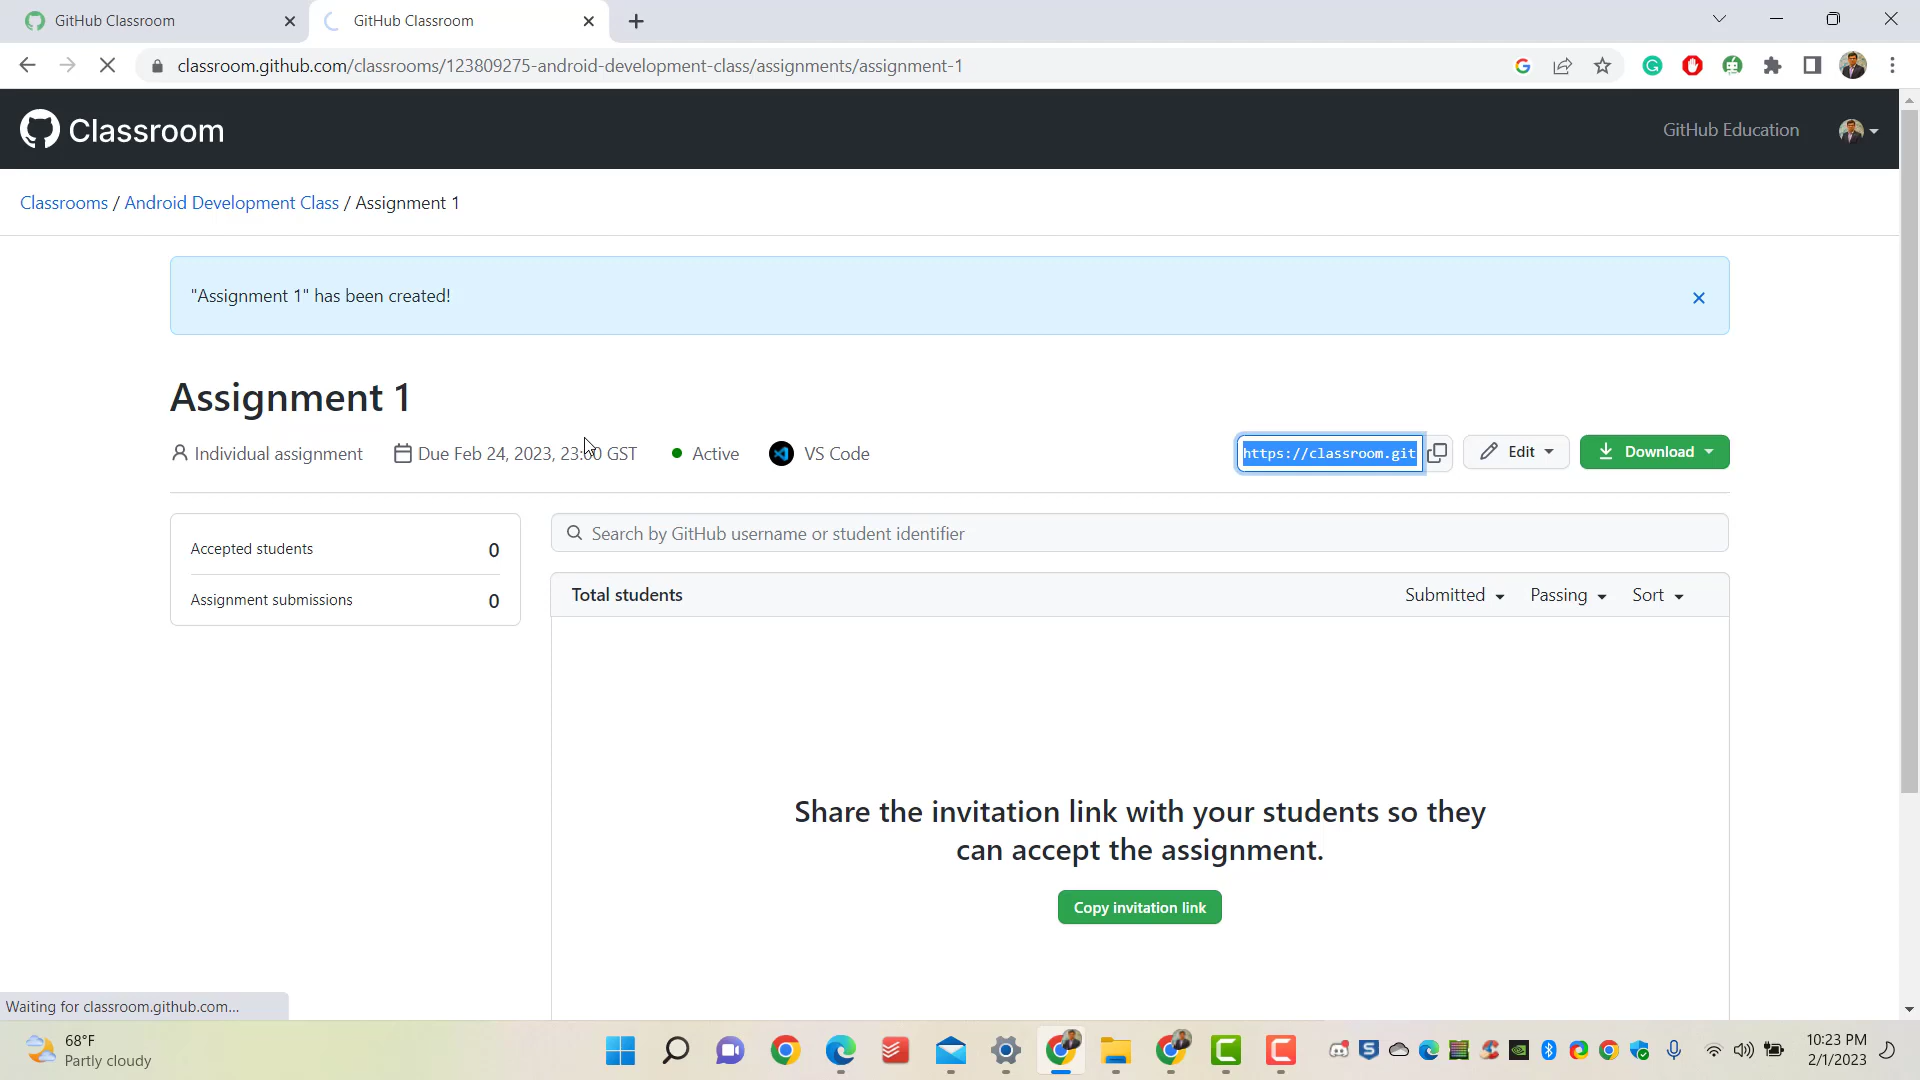 GitHub Classroom
GitHub Classroom
classroom.github.com/classrooms/123809275-android-development-class/assignments/assignment-1
Classroom
GitHub Education
Classrooms / Android Development Class / Assignment 1
"Assignment 1" has been created!
Assignment 1
Individual assignment
Due Feb 24, 2023, 23:00 GST
Active
VS Code
https://classroom.git
Edit
Download
Accepted students 0
Assignment submissions 0
Search by GitHub username or student identifier
Total students
Submitted
Passing
Sort
Share the invitation link with your students so they
can accept the assignment.
Copy invitation link
Waiting for classroom.github.com...
68°F
Partly cloudy
10:23 PM
2/1/2023